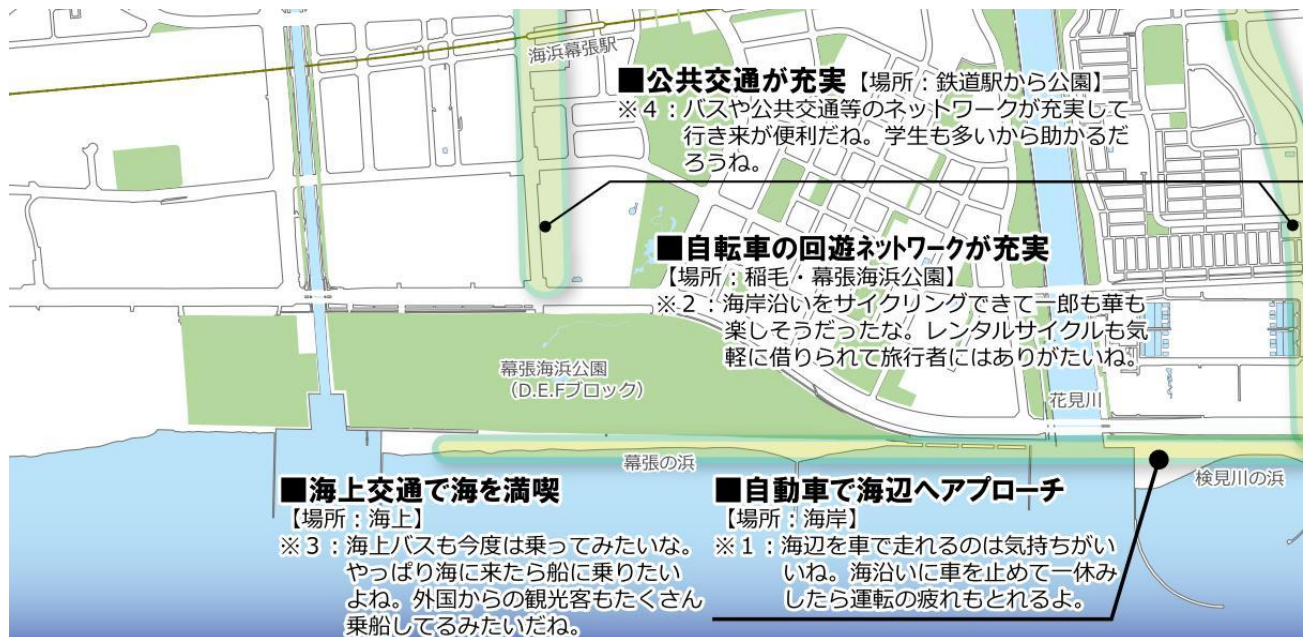 海浜幕張駅
■公共交通が充実【場所：鉄道駅から公園】
※４：バスや公共交通等のネットワークが充実して
行き来が便利だね。学生も多いから助かるだ
ろうね。
■自転車の回遊ネットワークが充実
【場所：稲毛・幕張海浜公園】
※２：海岸沿いをサイクリングできて一郎も華も
楽しそうだったな。レンタルサイクルも気
軽に借りられて旅行者にはありがたいね。
幕張海浜公園
（D.E.Fブロック）
花見川
幕張の浜
検見川の浜
■海上交通で海を満喫
【場所：海上】
※３：海上バスも今度は乗ってみたいな。
やっぱり海に来たら船に乗りたい
よね。外国からの観光客もたくさん
乗船してるみたいだね。
■自動車で海辺へアプローチ
【場所：海岸】
※１：海辺を車で走れるのは気持ちがい
いね。海沿いに車を止めて一休み
したら運転の疲れもとれるよ。